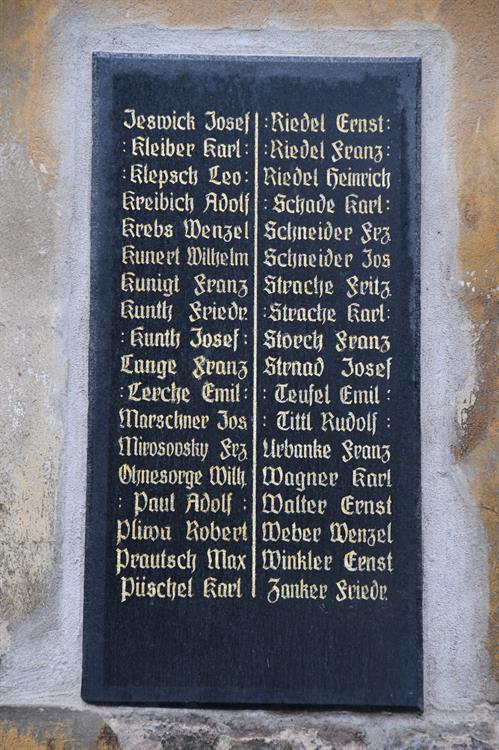 Jeswick Josef
: Kleiber Karl :
: Klepsch Leo :
Kreibich Adolf
Krebs Wenzel
Kunert Wilhelm
Kunigt Franz
Kunth Friedr.
: Kunth Josef :
Lange Franz
: Lerche Emil :
Marschner Jos
Mirosovsky Frz
Ohnesorge Wilh.
: Paul Adolf :
Pliwa Robert
Prautsch Max
Püschel Karl
: Riedel Ernst :
: Riedel Franz :
Riedel Heinrich
: Schade Karl :
Schneider Frz
Schneider Jos
Strache Fritz
: Strache Karl :
Storch Franz
Strnad Josef
: Teufel Emil :
: Tittl Rudolf :
Urbanke Franz
Wagner Karl
Walter Ernst
Weber Wenzel
Winkler Ernst
Zanker Friedr.